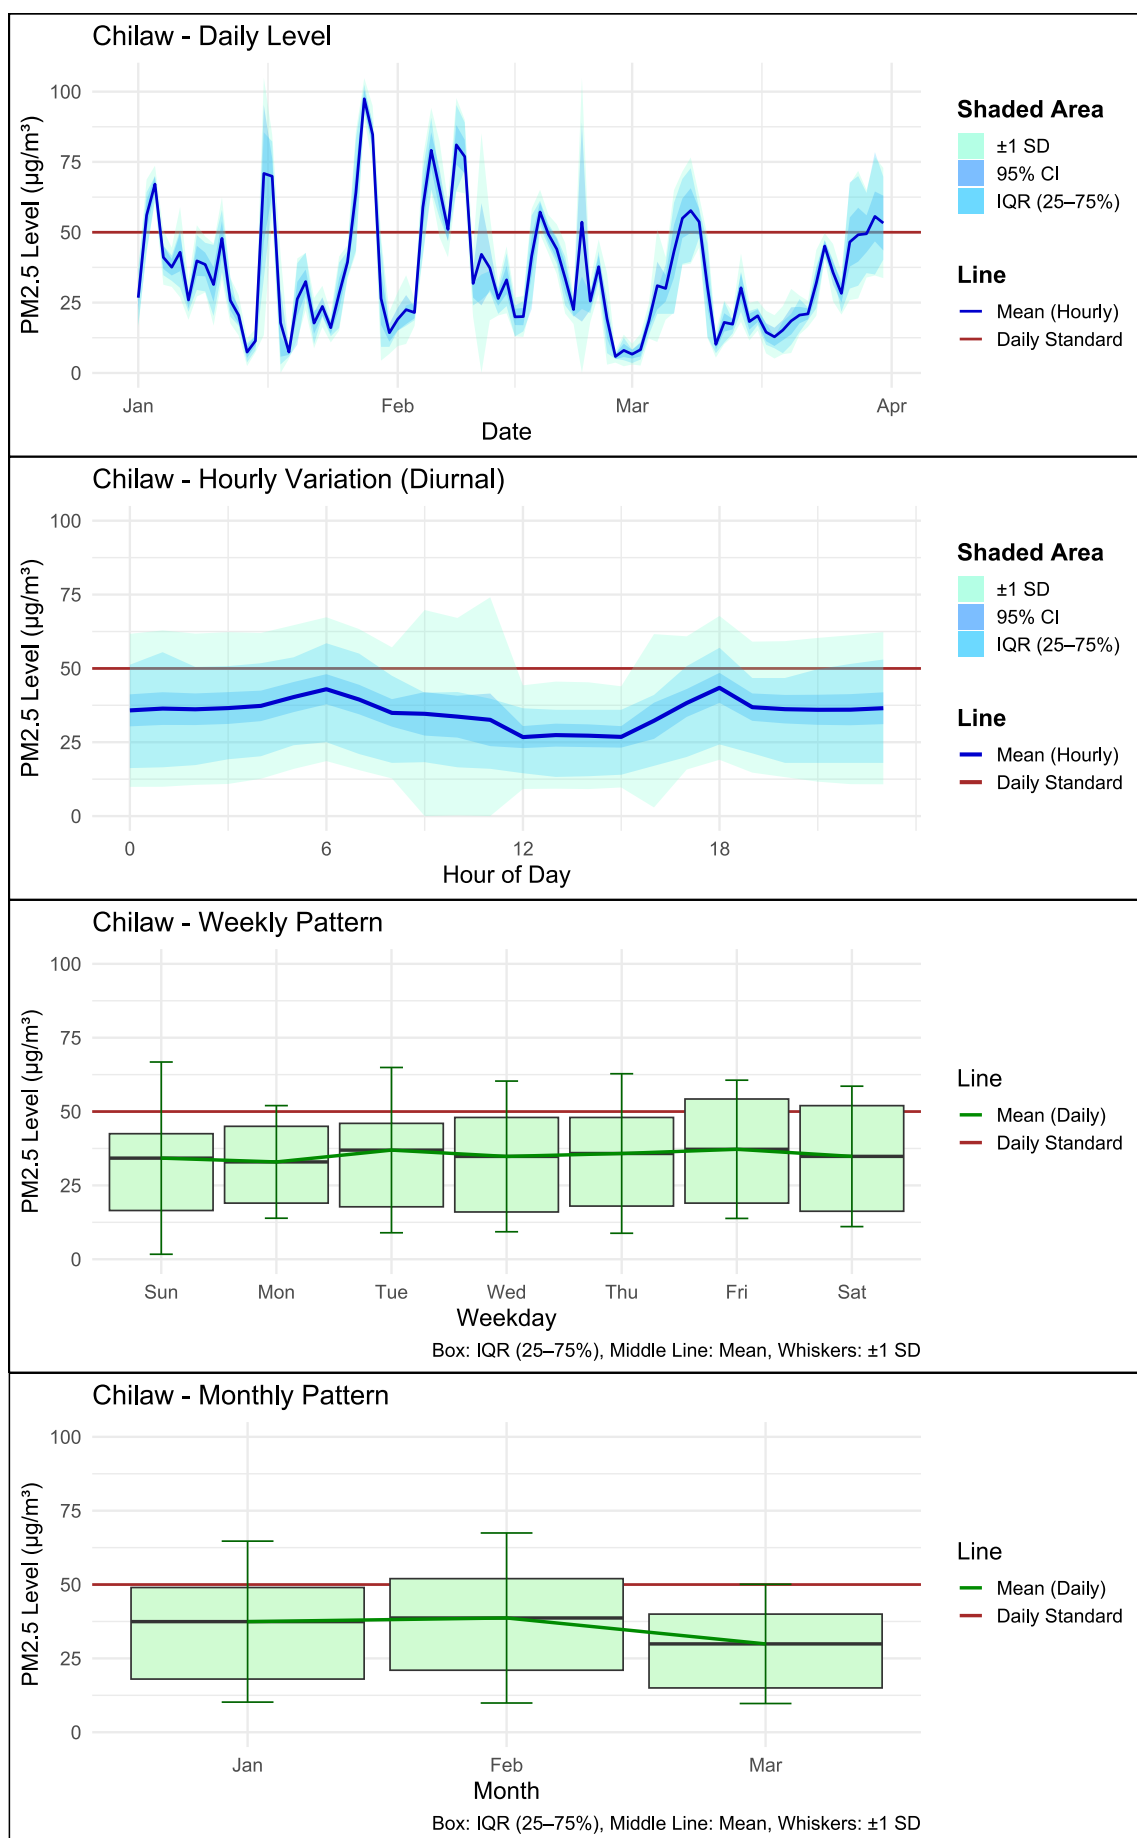 Chilaw - Daily Level
PM2.5 Level (µg/m³)
100
75
50
25
0
Jan
Feb
Mar
Apr
Date
Shaded Area
±1 SD
95% CI
IQR (25–75%)
Line
Mean (Hourly)
Daily Standard
Chilaw - Hourly Variation (Diurnal)
PM2.5 Level (µg/m³)
100
75
50
25
0
0
6
12
18
Hour of Day
Shaded Area
±1 SD
95% CI
IQR (25–75%)
Line
Mean (Hourly)
Daily Standard
Chilaw - Weekly Pattern
PM2.5 Level (µg/m³)
100
75
50
25
0
Sun
Mon
Tue
Wed
Thu
Fri
Sat
Weekday
Box: IQR (25–75%), Middle Line: Mean, Whiskers: ±1 SD
Line
Mean (Daily)
Daily Standard
Chilaw - Monthly Pattern
PM2.5 Level (µg/m³)
100
75
50
25
0
Jan
Feb
Mar
Month
Box: IQR (25–75%), Middle Line: Mean, Whiskers: ±1 SD
Line
Mean (Daily)
Daily Standard